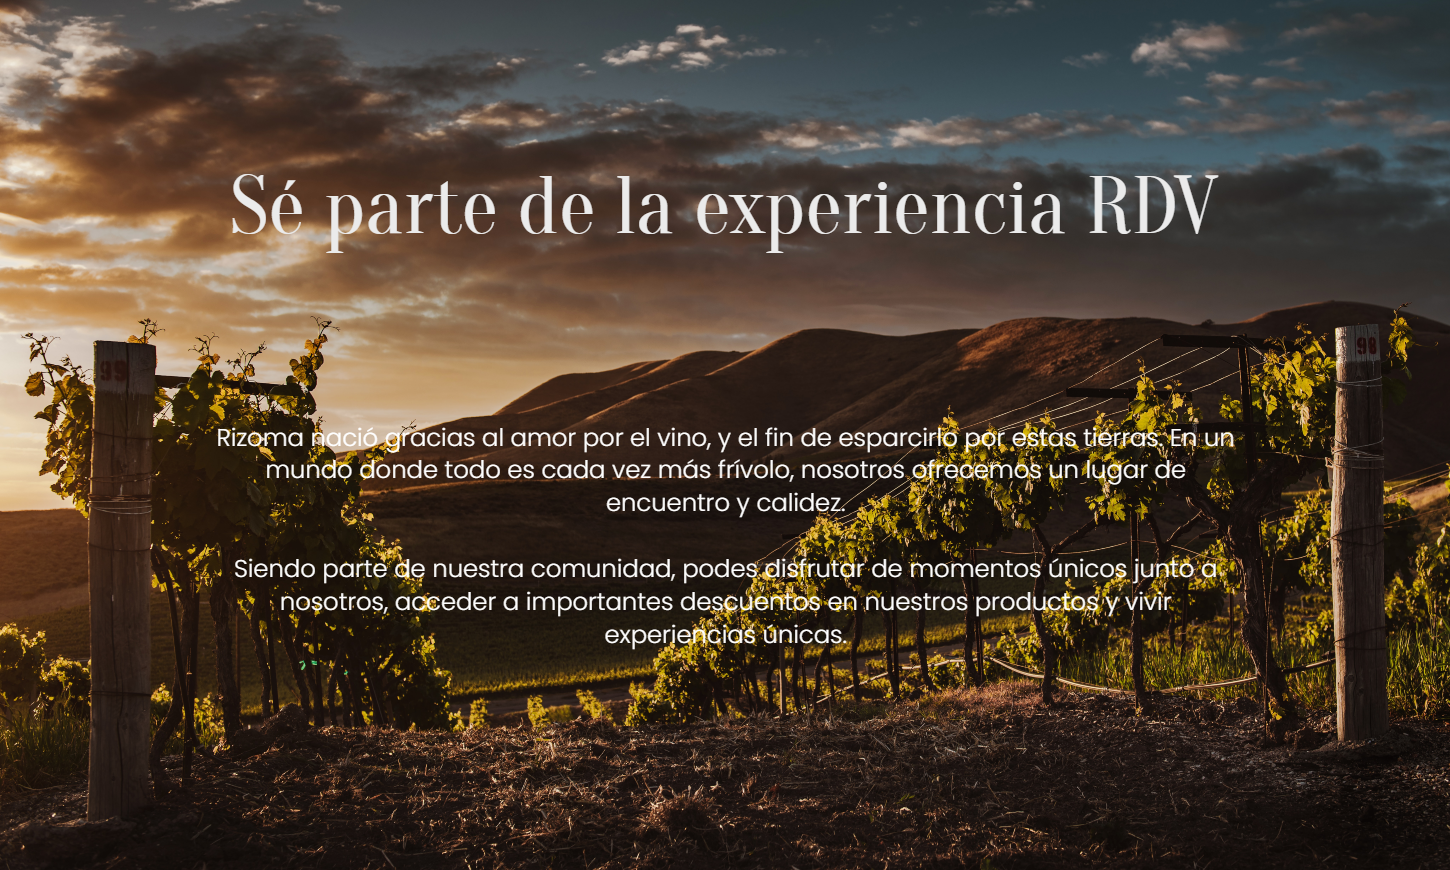 Sé parte de la experiencia RDV
99
98
Rizoma nació gracias al amor por el vino, y el fin de esparcirlo por estas tierras. En un
mundo donde todo es cada vez más frívolo, nosotros ofrecemos un lugar de
encuentro y calidez.
Siendo parte de nuestra comunidad, podes disfrutar de momentos únicos junto a
nosotros, acceder a importantes descuentos en nuestros productos y vivir
experiencias únicas.